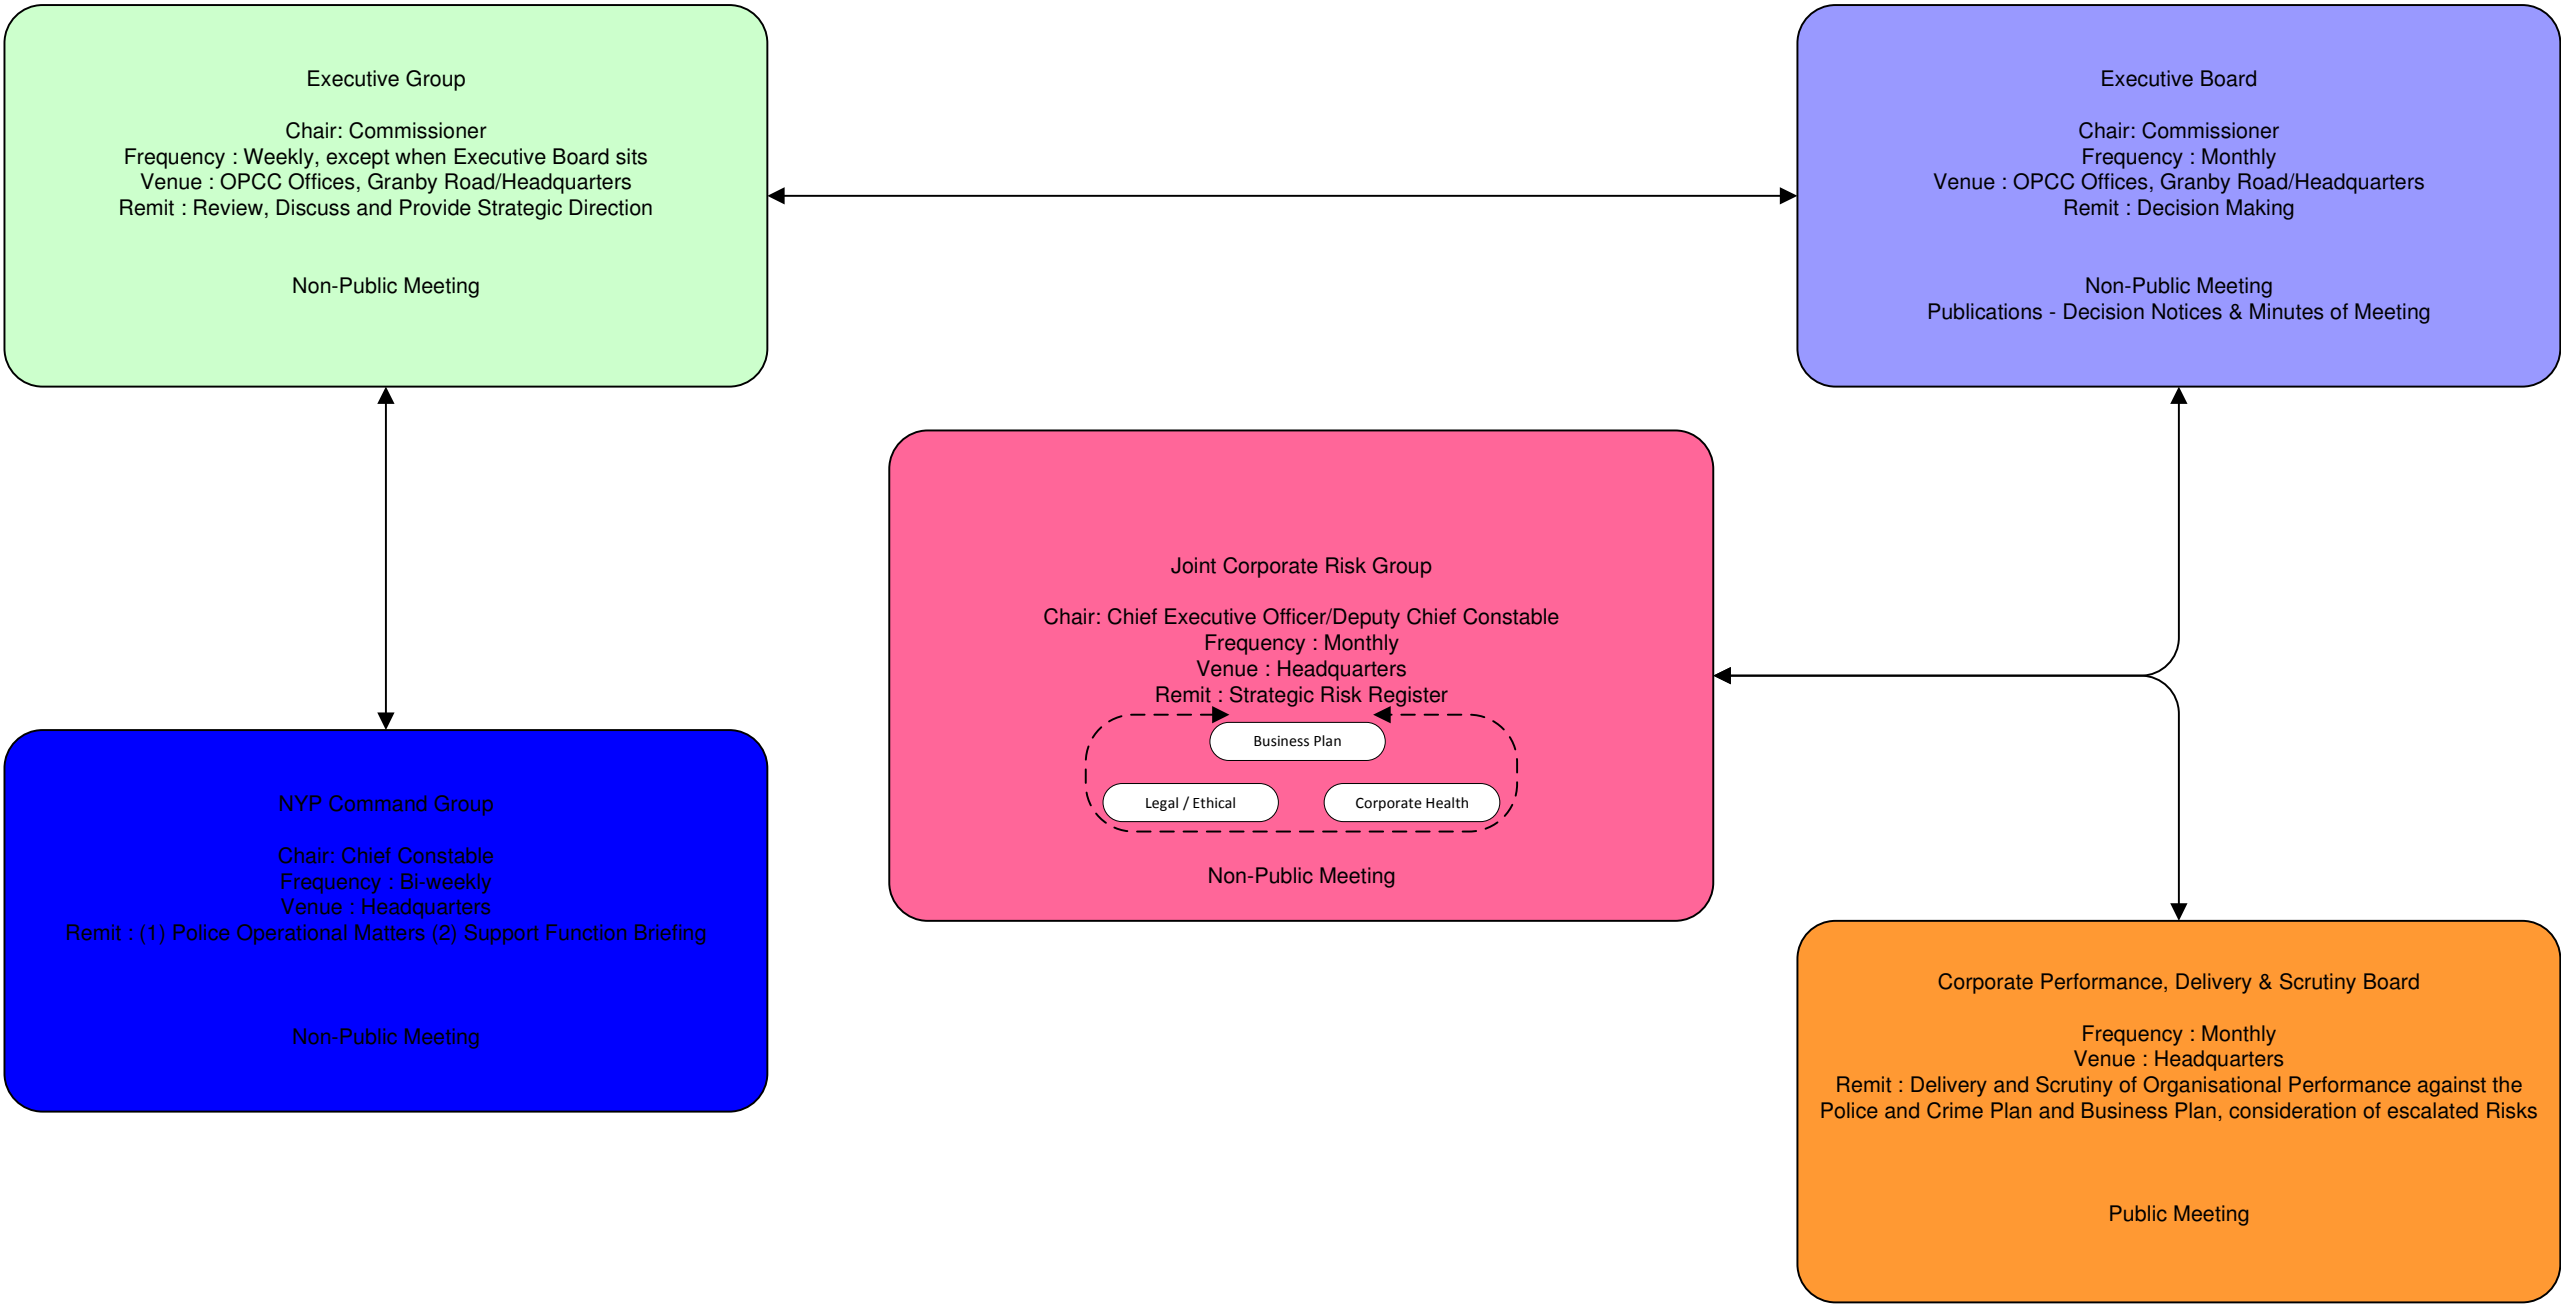 Executive Group
Chair: Commissioner
Frequency : Weekly, except when Executive Board sits
Venue : OPCC Offices, Granby Road/Headquarters
Remit : Review, Discuss and Provide Strategic Direction
Non-Public Meeting
Executive Board
Chair: Commissioner
Frequency : Monthly
Venue : OPCC Offices, Granby Road/Headquarters
Remit : Decision Making
Non-Public Meeting
Publications - Decision Notices & Minutes of Meeting
Joint Corporate Risk Group
Chair: Chief Executive Officer/Deputy Chief Constable
Frequency : Monthly
Venue : Headquarters
Remit : Strategic Risk Register
Business Plan
Legal / Ethical
Corporate Health
Non-Public Meeting
NYP Command Group
Chair: Chief Constable
Frequency : Bi-weekly
Venue : Headquarters
Remit : (1) Police Operational Matters (2) Support Function Briefing
Non-Public Meeting
Corporate Performance, Delivery & Scrutiny Board
Frequency : Monthly
Venue : Headquarters
Remit : Delivery and Scrutiny of Organisational Performance against the
Police and Crime Plan and Business Plan, consideration of escalated Risks
Public Meeting